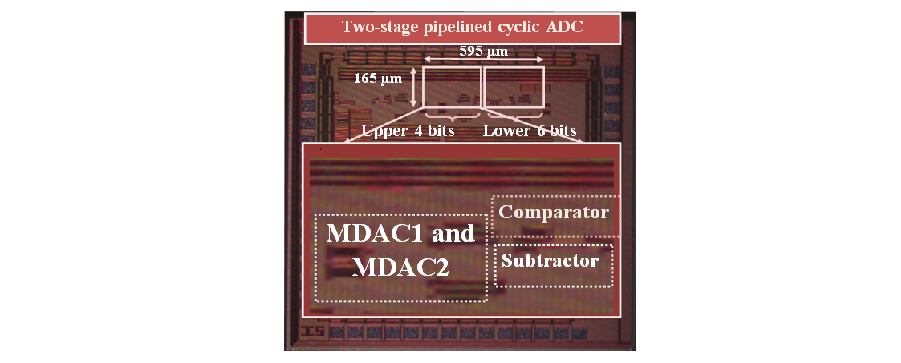 Two-stage pipelined cyclic ADC
595 μm
165 μm
Upper 4 bits
Lower 6 bits
Comparator
MDAC1 and
MDAC2
Subtractor